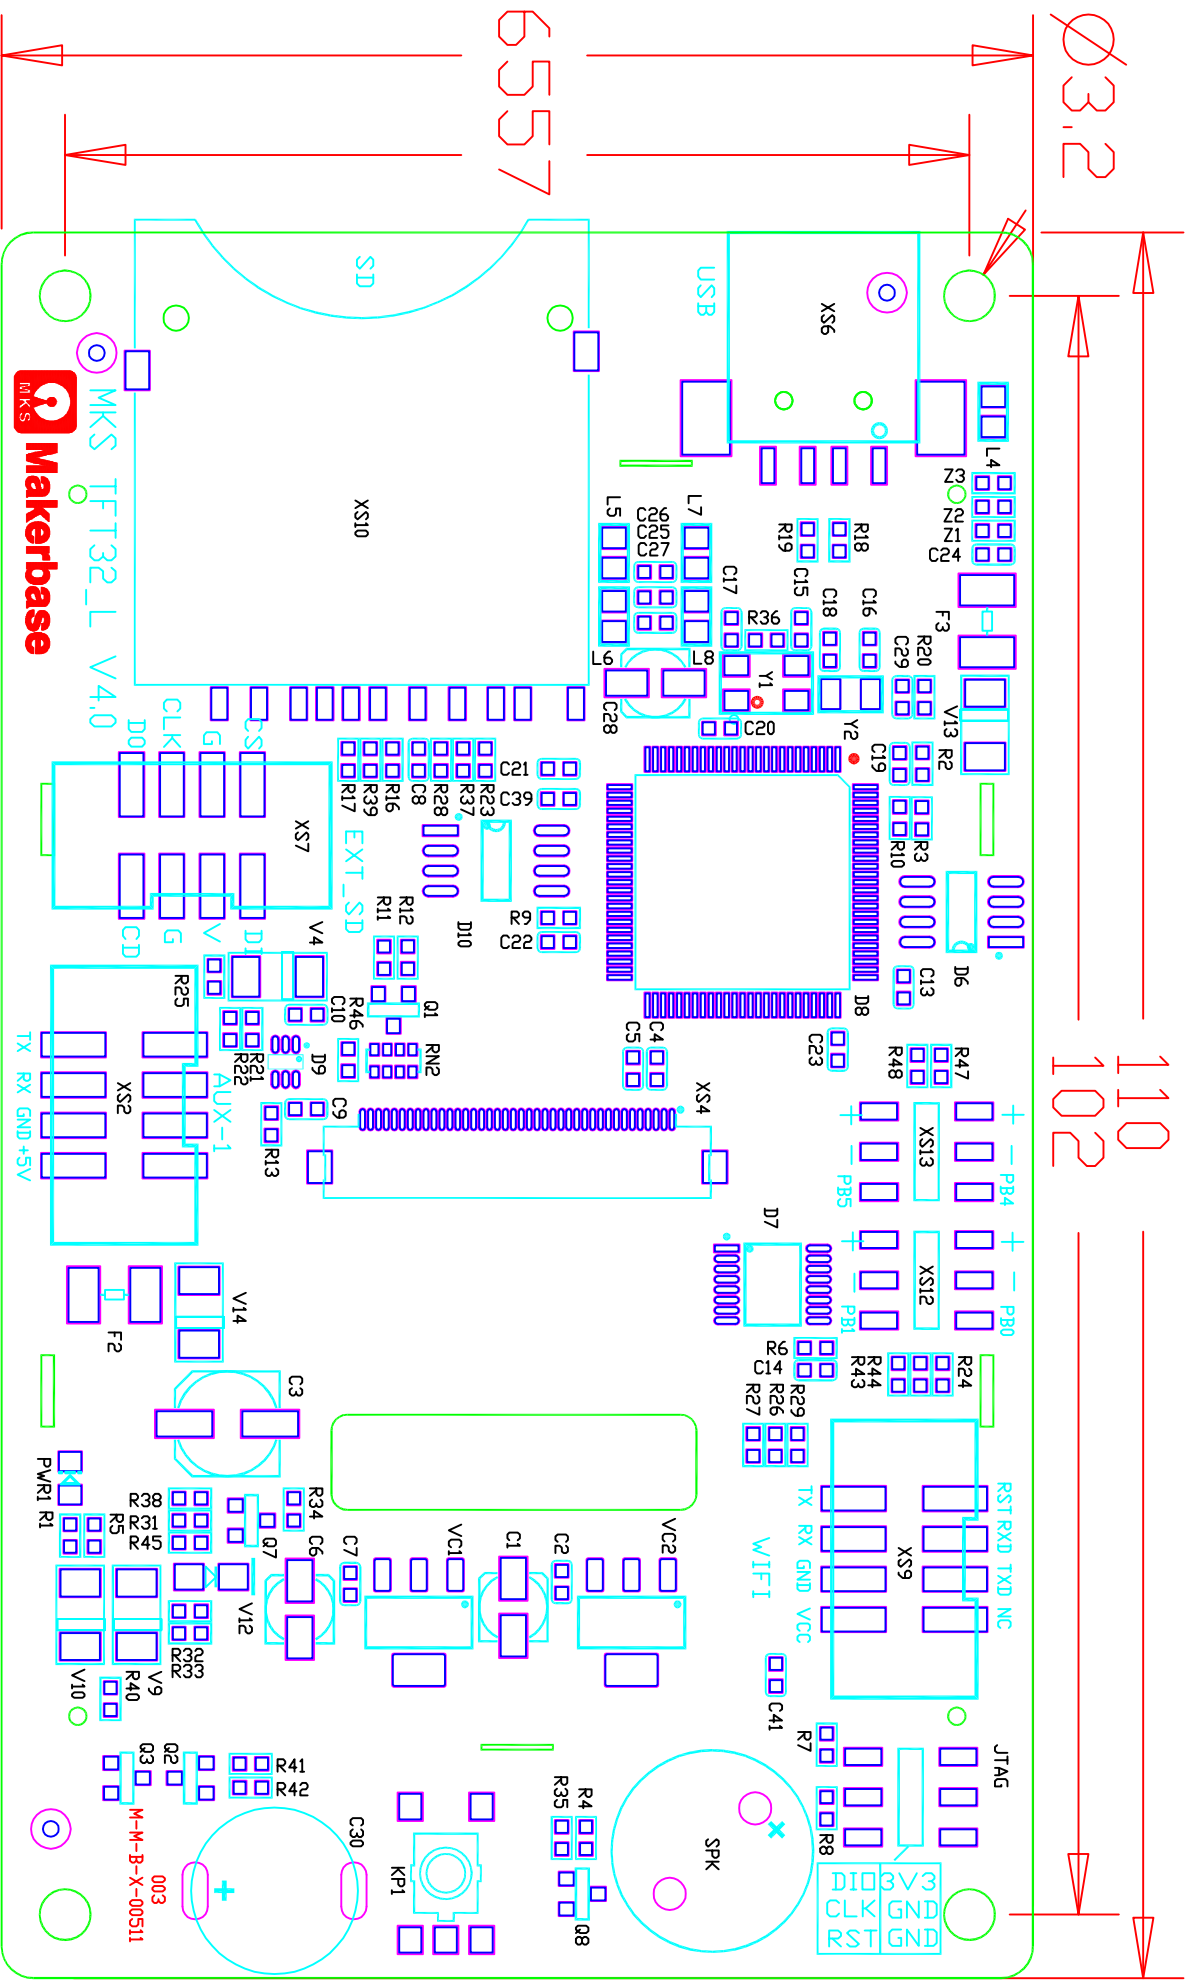 Ø3.2
65
57
110
102
SD
USB
XS6
MKS TFT32_L V4.0
MKS
Makerbase
XS10
L4
Z3
Z2
Z1
C24
L5
C26
C25
C27
L7
R19
R18
C17
C15
R36
C18
C16
F3
L6
L8
Y1
C29
R20
C28
C20
Y2
V13
C19
R2
D0
CLK
G
CS
XS7
R17
R39
R16
C8
R28
R37
R23
C21
C39
EXT_SD
R10
R3
R11
R12
D10
R9
C22
D6
CD
G
V
DI
V4
R25
C10
R46
Q1
D8
C13
R22
R21
D9
RN2
C5
C4
C23
R48
R47
TX RX GND +5V
XS2
AUX-1
R13
C9
XS4
+ - PB5
XS13
+ - PB4
D7
+ - PB1
XS12
+ - PB0
F2
V14
R6
C14
R43
R44
R24
C3
R27
R26
R29
PWR1
R1
R5
R38
R31
R45
Q7
R34
C6
C7
VC1
C1
C2
VC2
WIFI
TX RX GND VCC
XS9
RST RXD TXD NC
V12
R32
R33
V10
R40
V9
C41
R7
JTAG
Q3
Q2
R41
R42
C30
KP1
R35
R4
SPK
R8
Q8
DIO 3V3
CLK GND
RST GND
003
M-M-B-X-00511